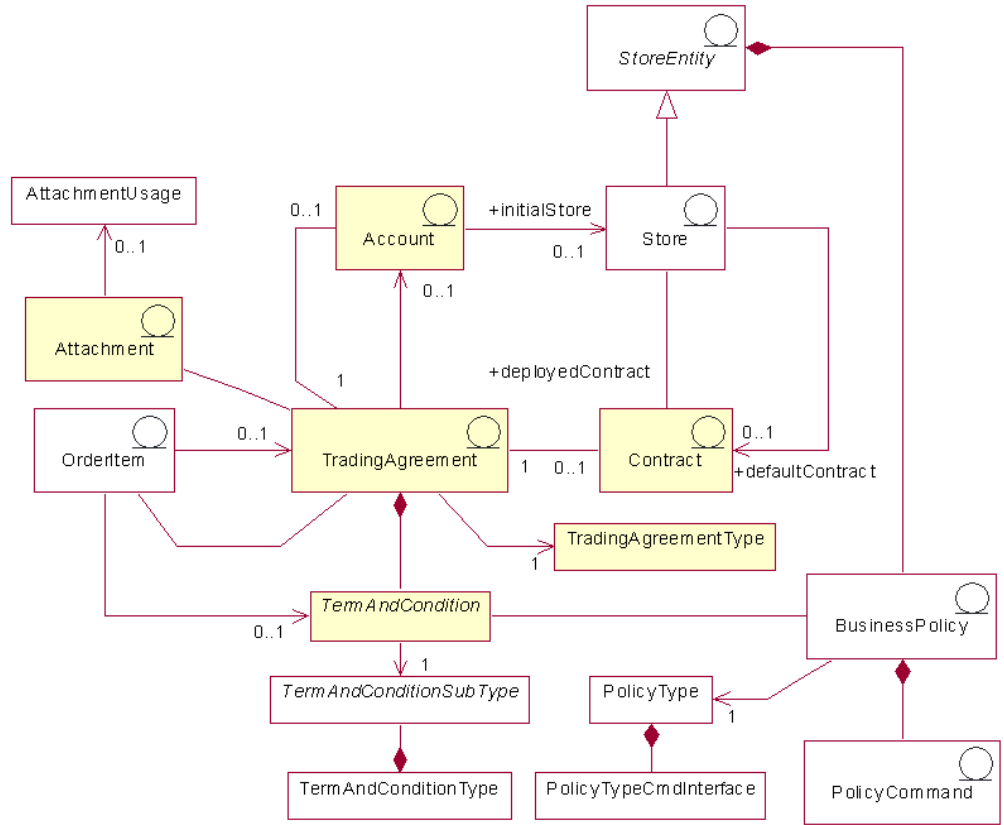 StoreEntity
AttachmentUsage
0..1
+initialStore
0..1
Account
Store
0..1
0..1
0..1
Attachment
+deployedContract
1
0..1
0..1
OrderItem
TradingAgreement
1
0..1
Contract
+defaultContract
TradingAgreementType
1
TermAndCondition
0..1
BusinessPolicy
1
TermAndConditionSubType
PolicyType
1
TermAndConditionType
PolicyTypeCmdInterface
PolicyCommand